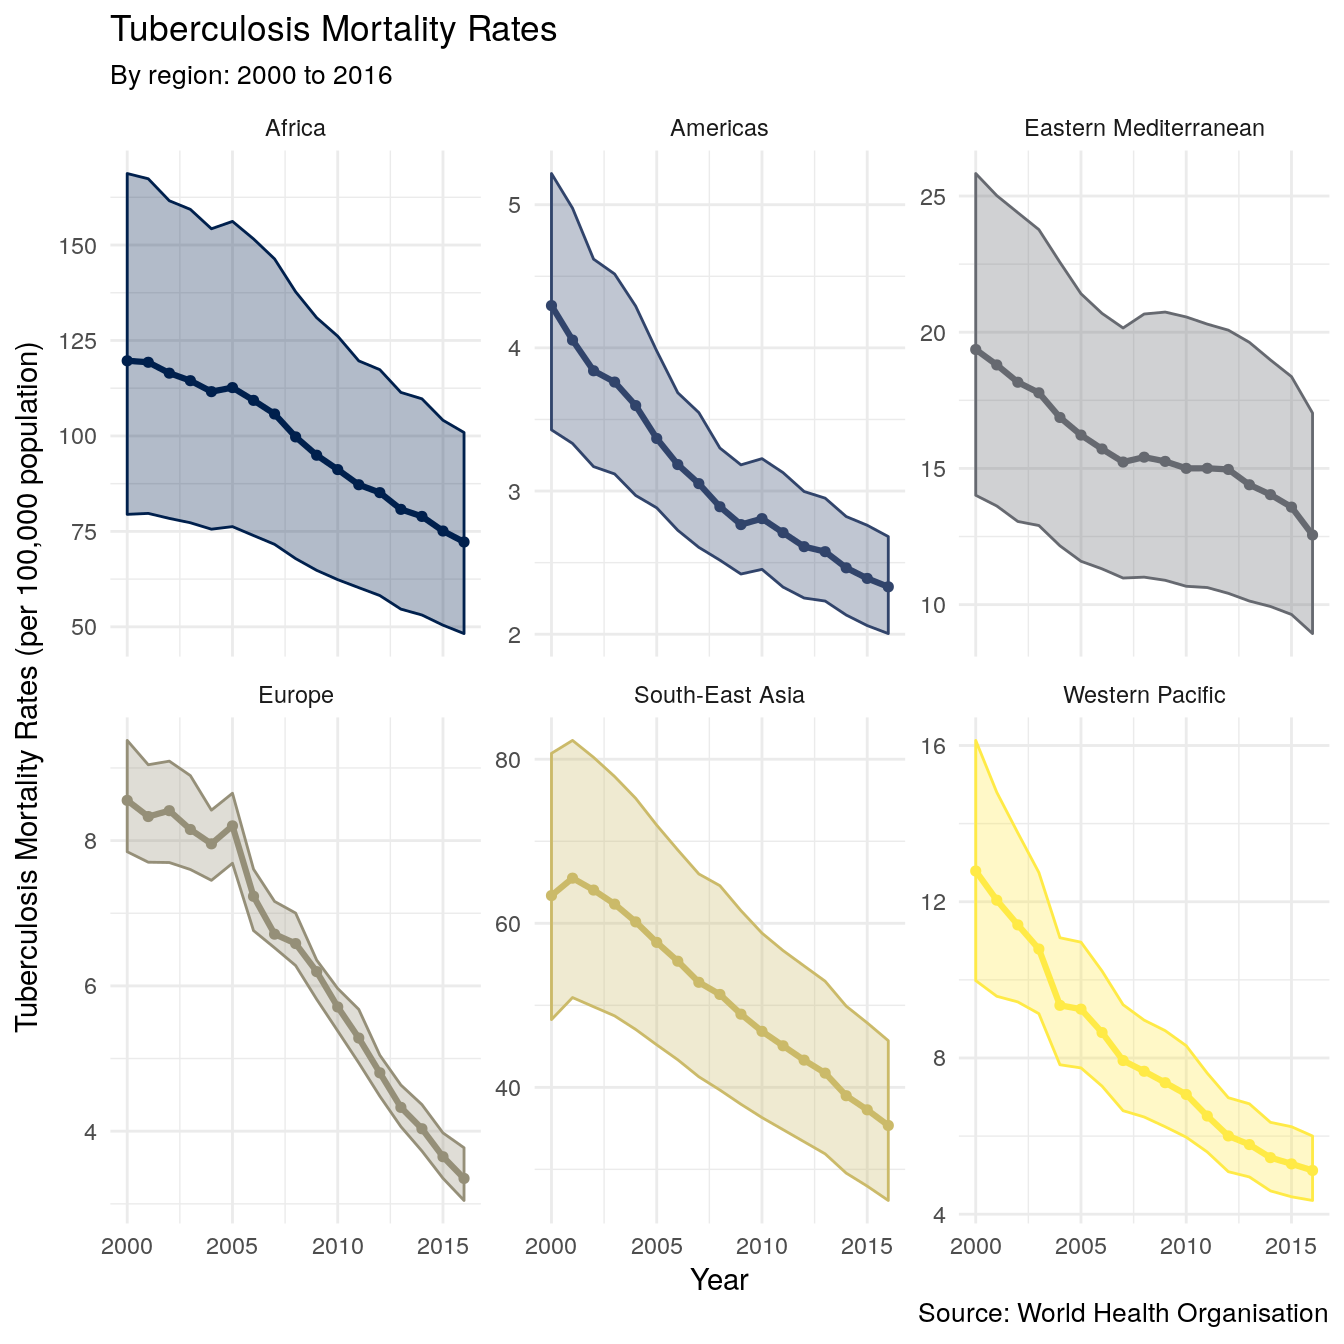 Tuberculosis Mortality Rates
By region: 2000 to 2016
Africa
Americas
Eastern Mediterranean
150
125
100
75
50
5
4
3
2
25
20
15
10
Tuberculosis Mortality Rates (per 100,000 population)
Europe
South-East Asia
Western Pacific
8
6
4
80
60
40
16
12
8
4
2000 2005 2010 2015
2000 2005 2010 2015
2000 2005 2010 2015
Year
Source: World Health Organisation